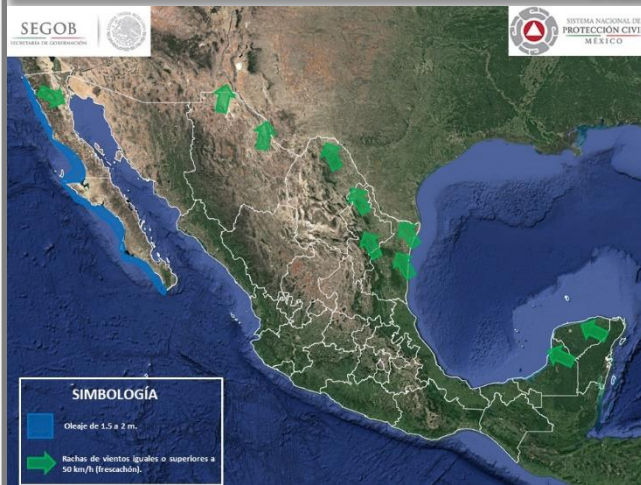 SEGOB
SECRETARÍA DE GOBERNACIÓN
SISTEMA NACIONAL DE
PROTECCIÓN CIVIL
MÉXICO
SIMBOLOGÍA
Oleaje de 1.5 a 2 m.
Rachas de vientos iguales o superiores a
50 km/h (frescachón).